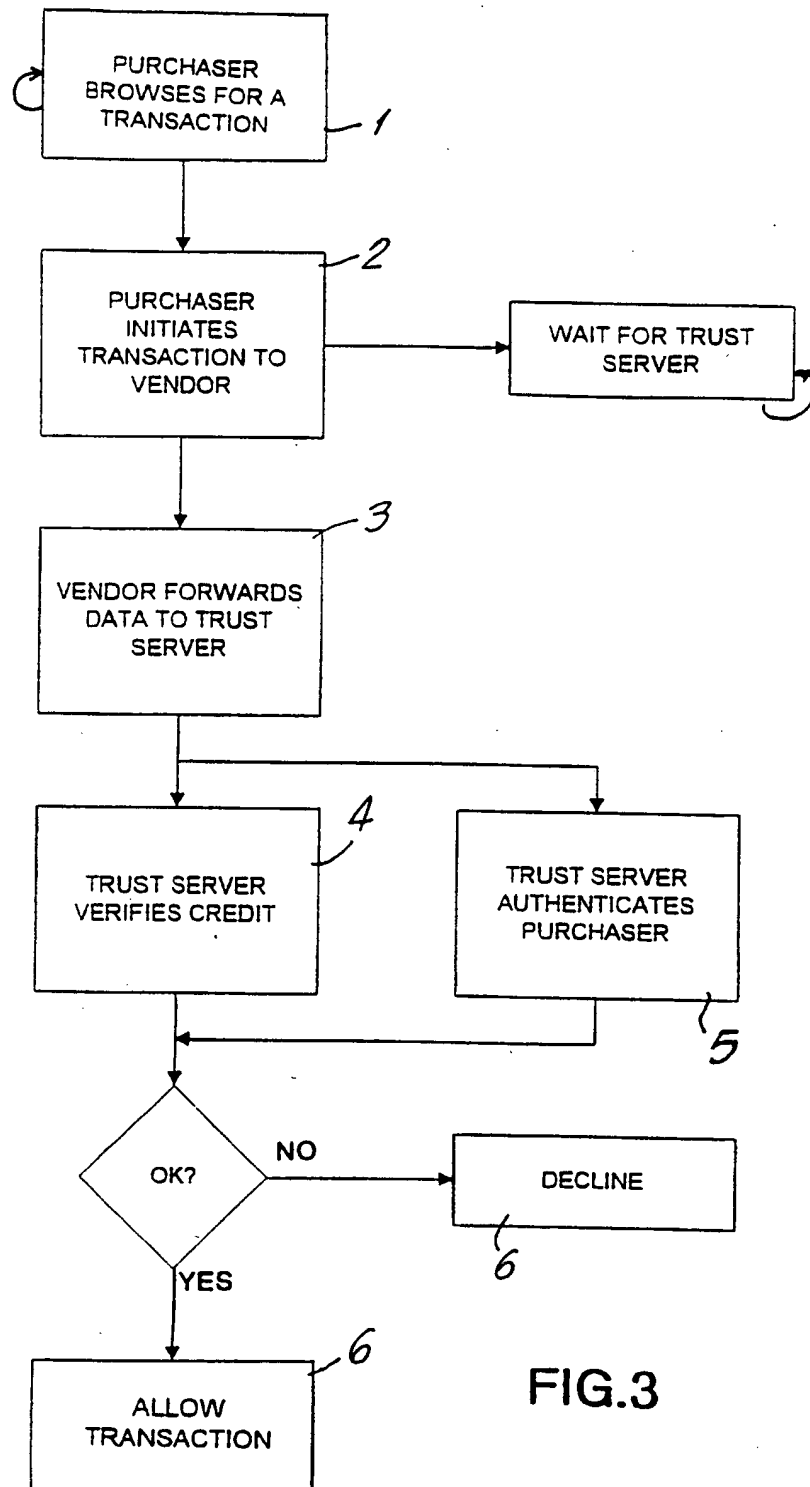 PURCHASER
BROWSES FOR A
TRANSACTION
1
2
PURCHASER
INITIATES
TRANSACTION TO
VENDOR
WAIT FOR TRUST
SERVER
3
VENDOR FORWARDS
DATA TO TRUST
SERVER
4
TRUST SERVER
VERIFIES CREDIT
TRUST SERVER
AUTHENTICATES
PURCHASER
5
OK?
NO
DECLINE
6
YES
6
ALLOW
TRANSACTION
FIG.3